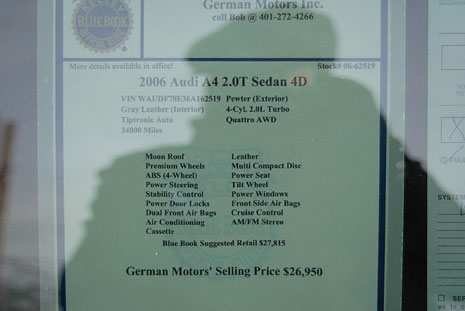 German Motors Inc.
call Bob @ 401-272-4266
BLUE BOOK
More details available in office! Stock# 06-62519
2006 Audi A4 2.0T Sedan 4D
VIN WAUDF78E36A162519 Pewter (Exterior)
Gray Leather (Interior) 4-Cyl. 2.0L Turbo
Tiptronic Auto Quattro AWD
34000 Miles
Moon Roof Leather
Premium Wheels Multi Compact Disc
ABS (4-Wheel) Power Seat
Power Steering Tilt Wheel
Stability Control Power Windows
Power Door Locks Front Side Air Bags
Dual Front Air Bags Cruise Control
Air Conditioning AM/FM Stereo
Cassette
Blue Book Suggested Retail $27,815
German Motors' Selling Price $26,950
SYSTEM